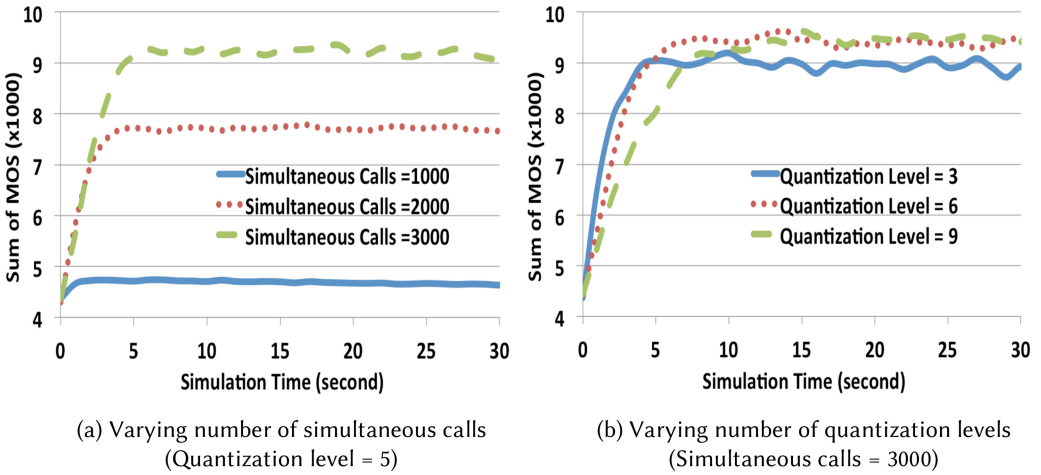 10
9
8
7
6
5
4
Sum of MOS (x1000)
Simultaneous Calls =1000
Simultaneous Calls =2000
Simultaneous Calls =3000
0 5 10 15 20 25 30
Simulation Time (second)
(a) Varying number of simultaneous calls
(Quantization level = 5)
10
9
8
7
6
5
4
Sum of MOS (x1000)
Quantization Level = 3
Quantization Level = 6
Quantization Level = 9
0 5 10 15 20 25 30
Simulation Time (second)
(b) Varying number of quantization levels
(Simultaneous calls = 3000)